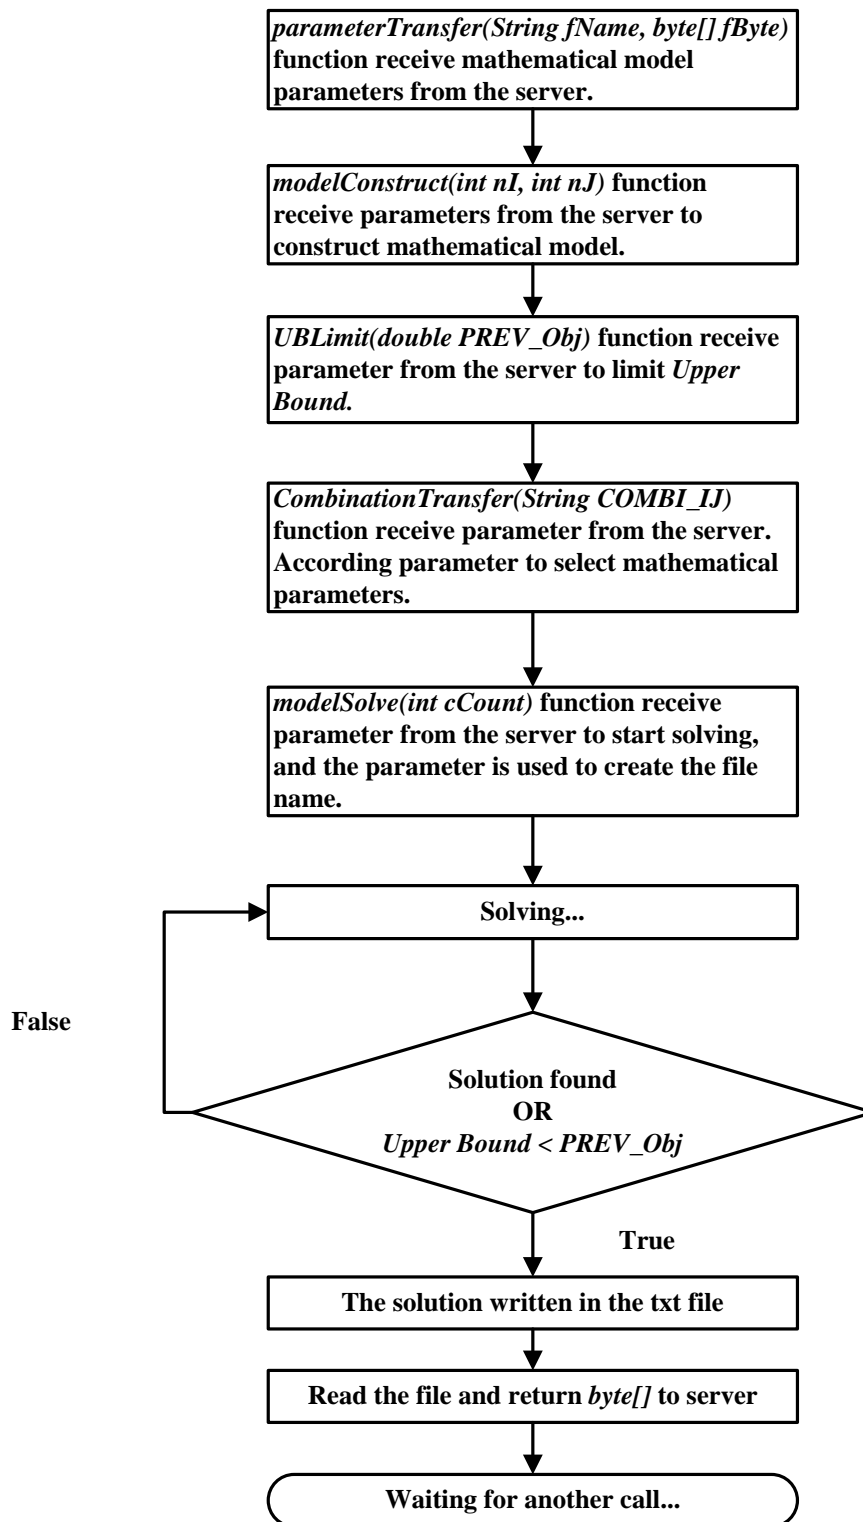 parameterTransfer(String fName, byte[] fByte)
function receive mathematical model
parameters from the server.
modelConstruct(int nI, int nJ) function
receive parameters from the server to
construct mathematical model.
UBLimit(double PREV_Obj) function receive
parameter from the server to limit Upper
Bound.
CombinationTransfer(String COMBI_IJ)
function receive parameter from the server.
According parameter to select mathematical
parameters.
modelSolve(int cCount) function receive
parameter from the server to start solving,
and the parameter is used to create the file
name.
Solving...
False
Solution found
OR
Upper Bound < PREV_Obj
True
The solution written in the txt file
Read the file and return byte[] to server
Waiting for another call...